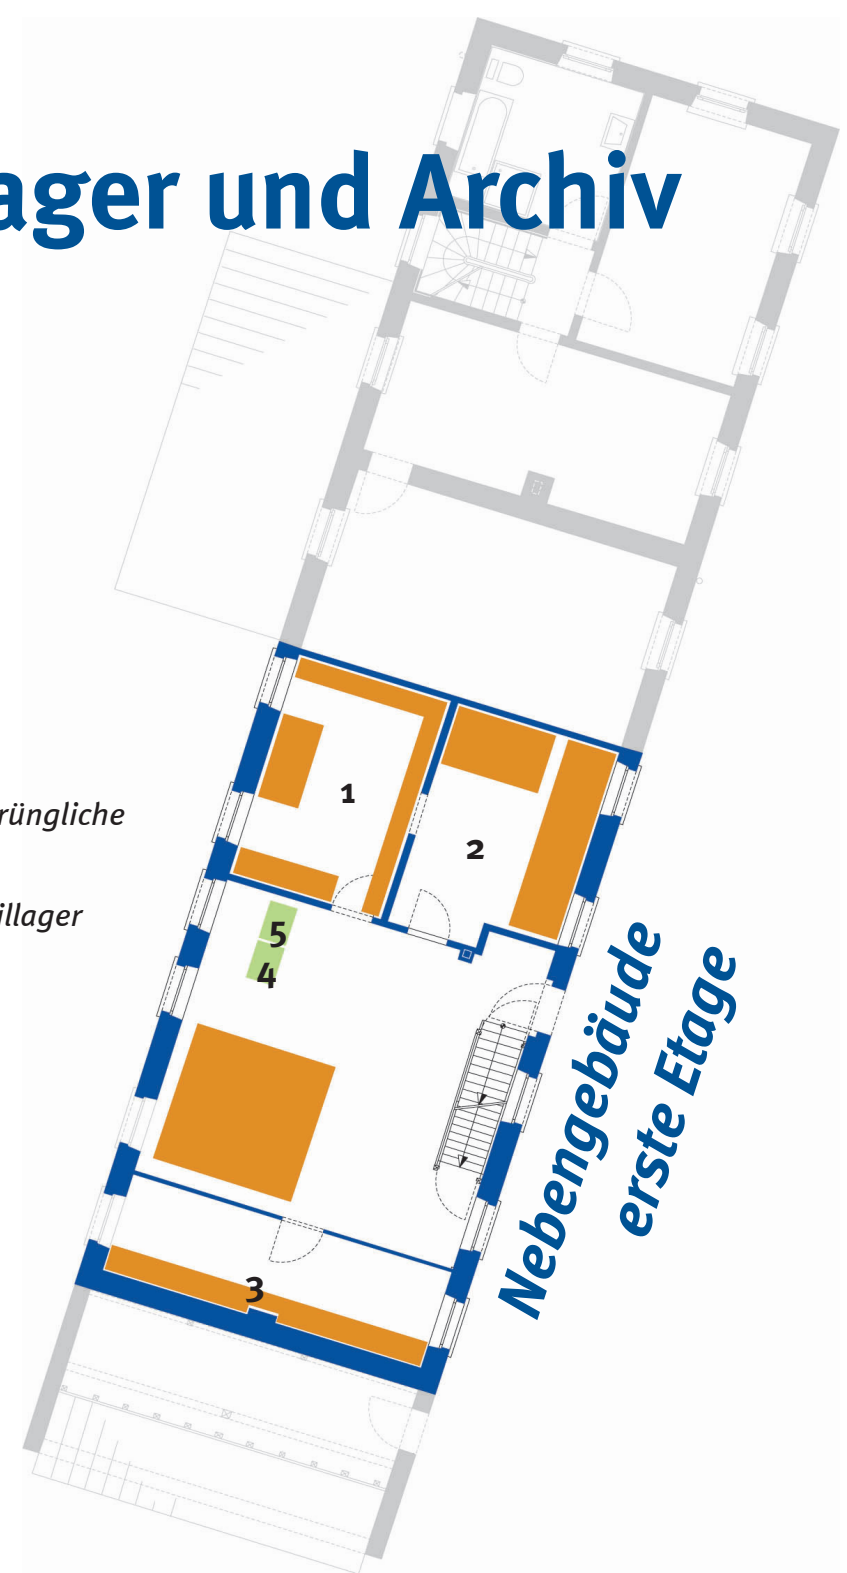 ager und Archiv
1
rüngliche
2
illager
5
4
Nebengebäude
erste Etage
3